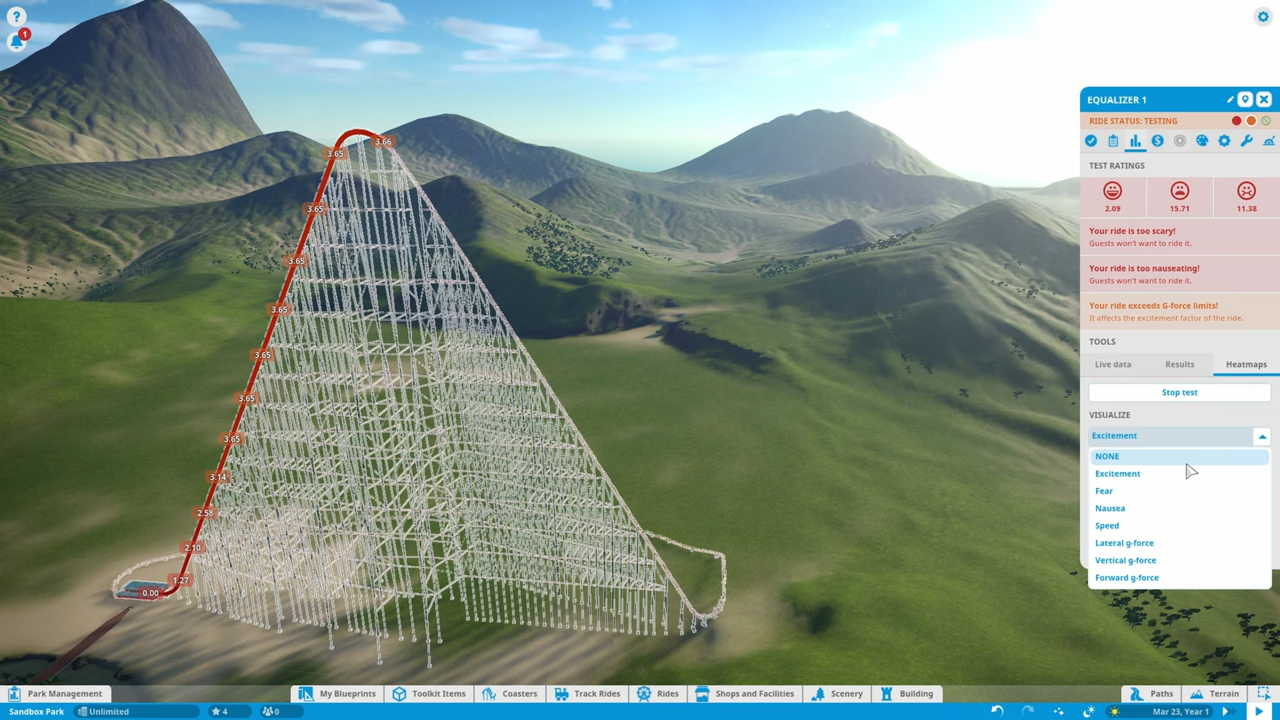 ?
1
3.65
3.66
3.65
3.65
3.65
3.65
3.65
3.65
3.14
2.58
2.10
1.27
0.00
EQUALIZER 1
RIDE STATUS: TESTING
TEST RATINGS
2.09 15.71 11.38
Your ride is too scary!
Guests won't want to ride it.
Your ride is too nauseating!
Guests won't want to ride it.
Your ride exceeds G-force limits!
It affects the excitement factor of the ride.
TOOLS
Live data Results Heatmaps
Stop test
VISUALIZE
Excitement
NONE
Excitement
Fear
Nausea
Speed
Lateral g-force
Vertical g-force
Forward g-force
Park Management My Blueprints Toolkit Items Coasters Track Rides Rides Shops and Facilities Scenery Building Paths Terrain
Sandbox Park Unlimited 4 0 Mar 23, Year 1